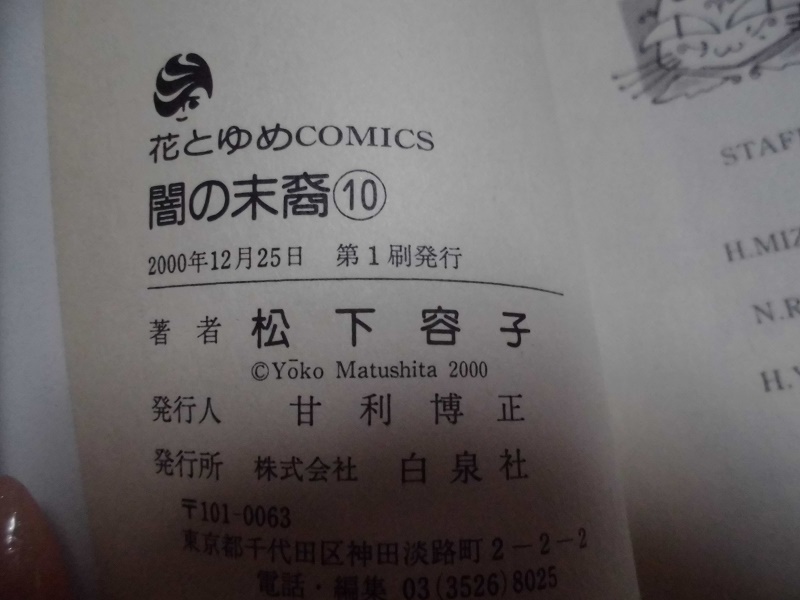 花とゆめCOMICS
闇の末裔⑩
2000年12月25日 第1刷発行
著者 松下容子
©Yōko Matushita 2000
発行人 甘利博正
発行所 株式会社 白泉社
〒101-0063
東京都千代田区神田淡路町2-2-2
電話・編集 03(3526)8025
STAFF
H.MIZ
N.R
H.Y